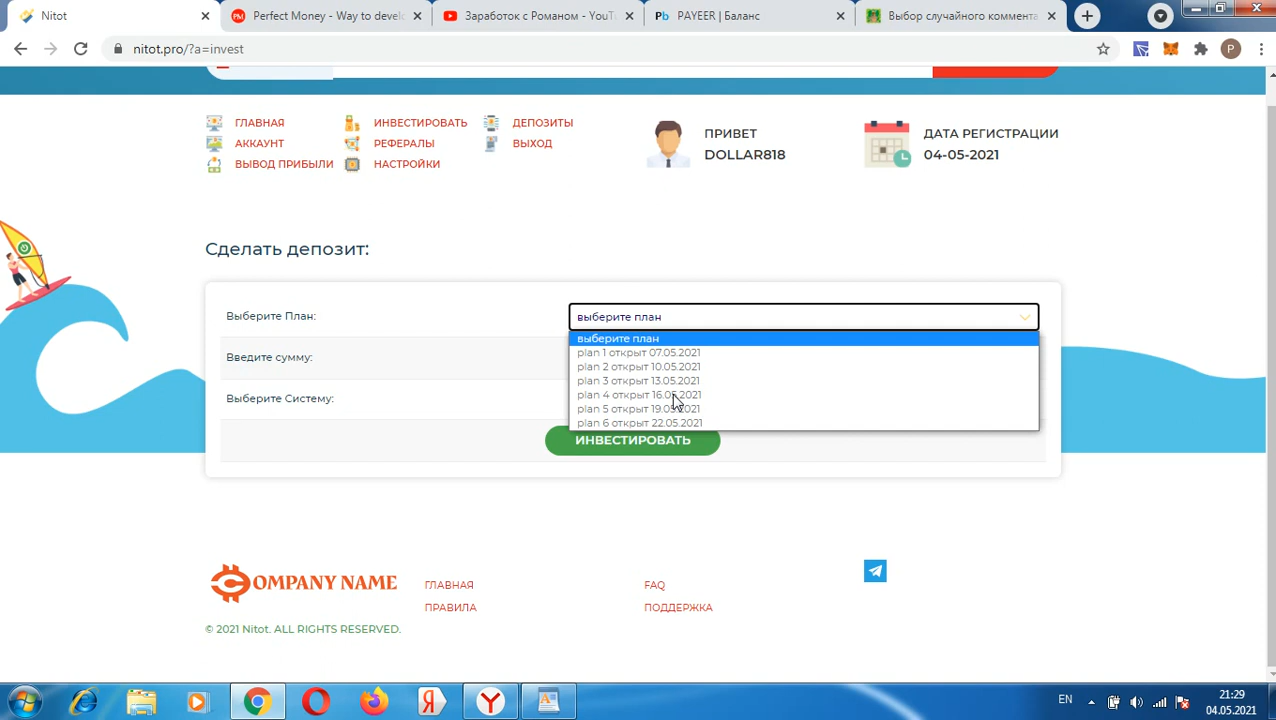 Nitot
Perfect Money - Way to develo
Заработок с Романом - YouT
PAYEER | Баланс
Выбор случайного коммента
nitot.pro/?a=invest
P
ГЛАВНАЯ
ИНВЕСТИРОВАТЬ
ДЕПОЗИТЫ
АККАУНТ
РЕФЕРАЛЫ
ВЫХОД
ВЫВОД ПРИБЫЛИ
НАСТРОЙКИ
ПРИВЕТ
DOLLAR818
ДАТА РЕГИСТРАЦИИ
04-05-2021
Сделать депозит:
Выберите План:
выберите план
выберите план
plan 1 открыт 07.05.2021
plan 2 открыт 10.05.2021
plan 3 открыт 13.05.2021
plan 4 открыт 16.05.2021
plan 5 открыт 19.05.2021
plan 6 открыт 22.05.2021
Введите сумму:
Выберите Систему:
ИНВЕСТИРОВАТЬ
OMPANY NAME
ГЛАВНАЯ
FAQ
ПРАВИЛА
ПОДДЕРЖКА
© 2021 Nitot. ALL RIGHTS RESERVED.
EN
21:29
04.05.2021